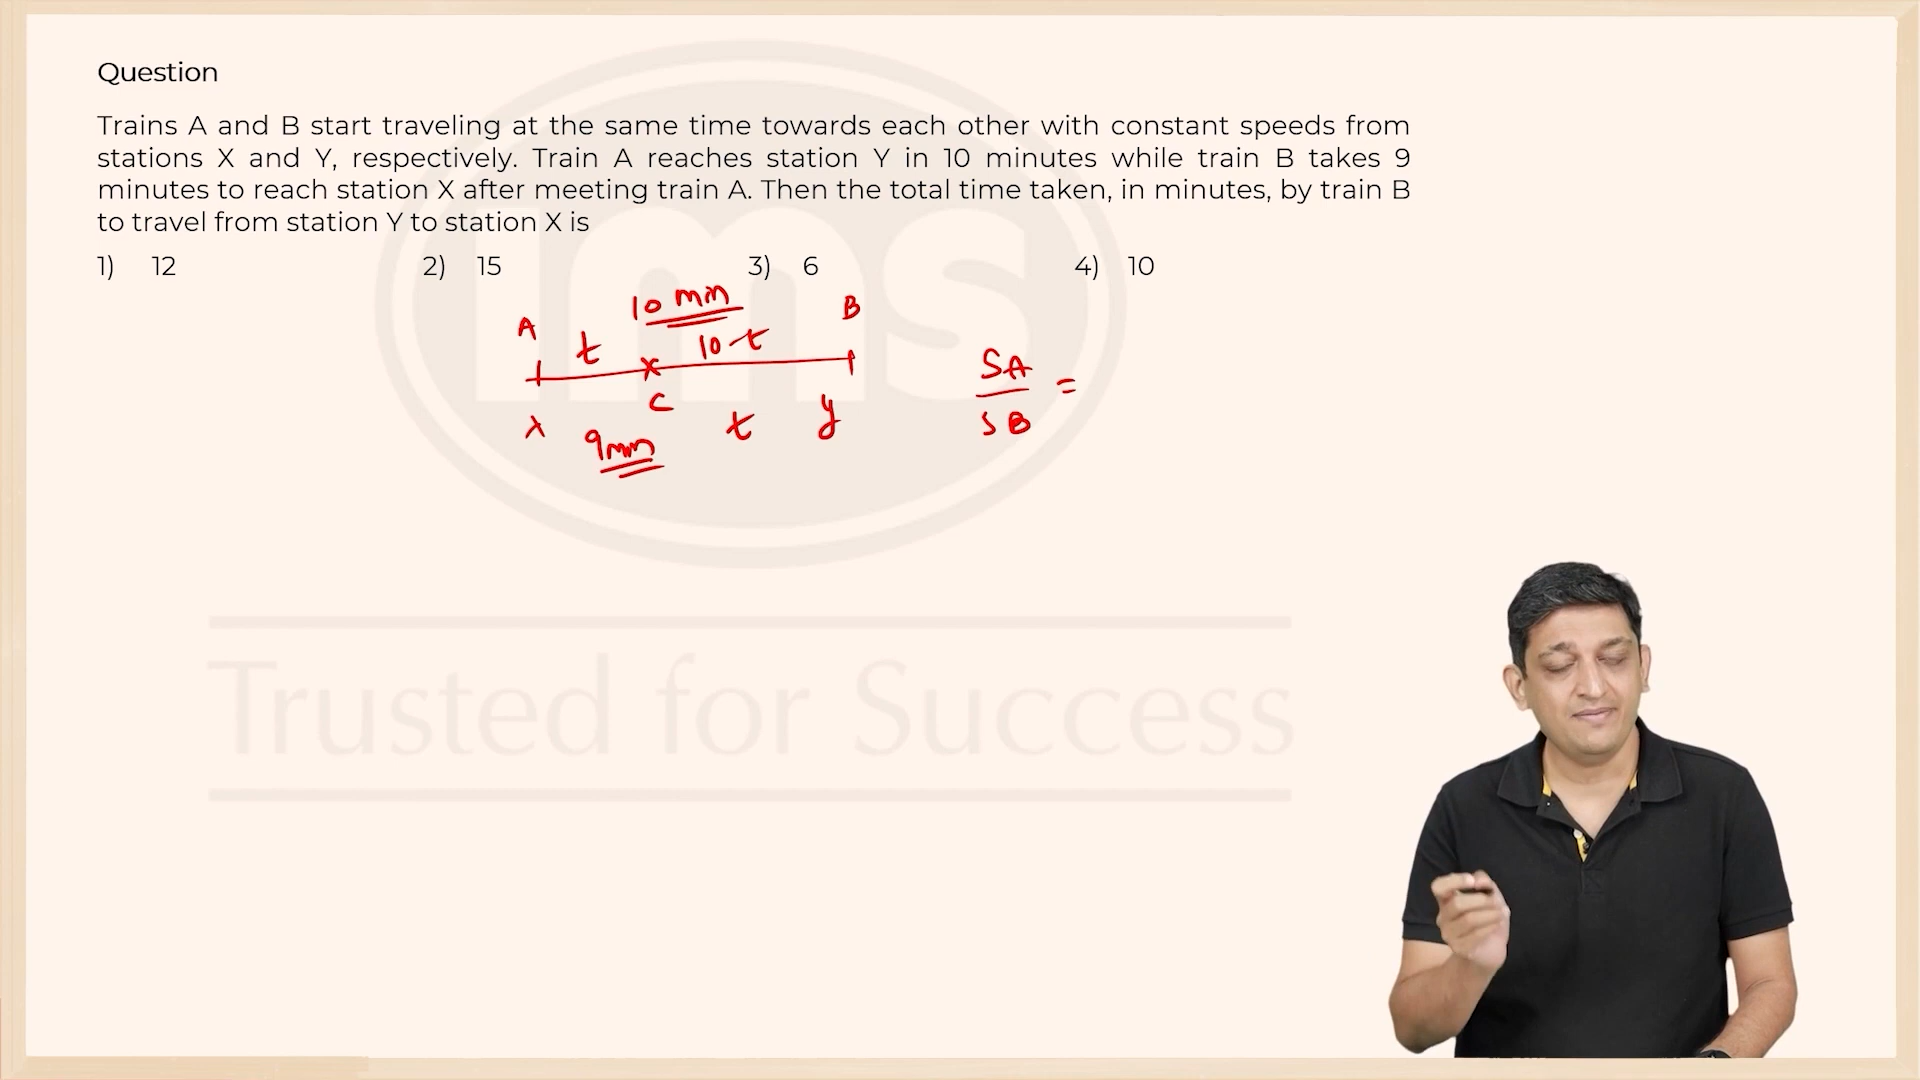 Question
Trains A and B start traveling at the same time towards each other with constant speeds from
stations X and Y, respectively. Train A reaches station Y in 10 minutes while train B takes 9
minutes to reach station X after meeting train A. Then the total time taken, in minutes, by train B
to travel from station Y to station X is
1) 12 2) 15 3) 6 4) 10
10 min
A B
t 10-t
C
X t y
9min
SA
=
SB
ims
Trusted for Success